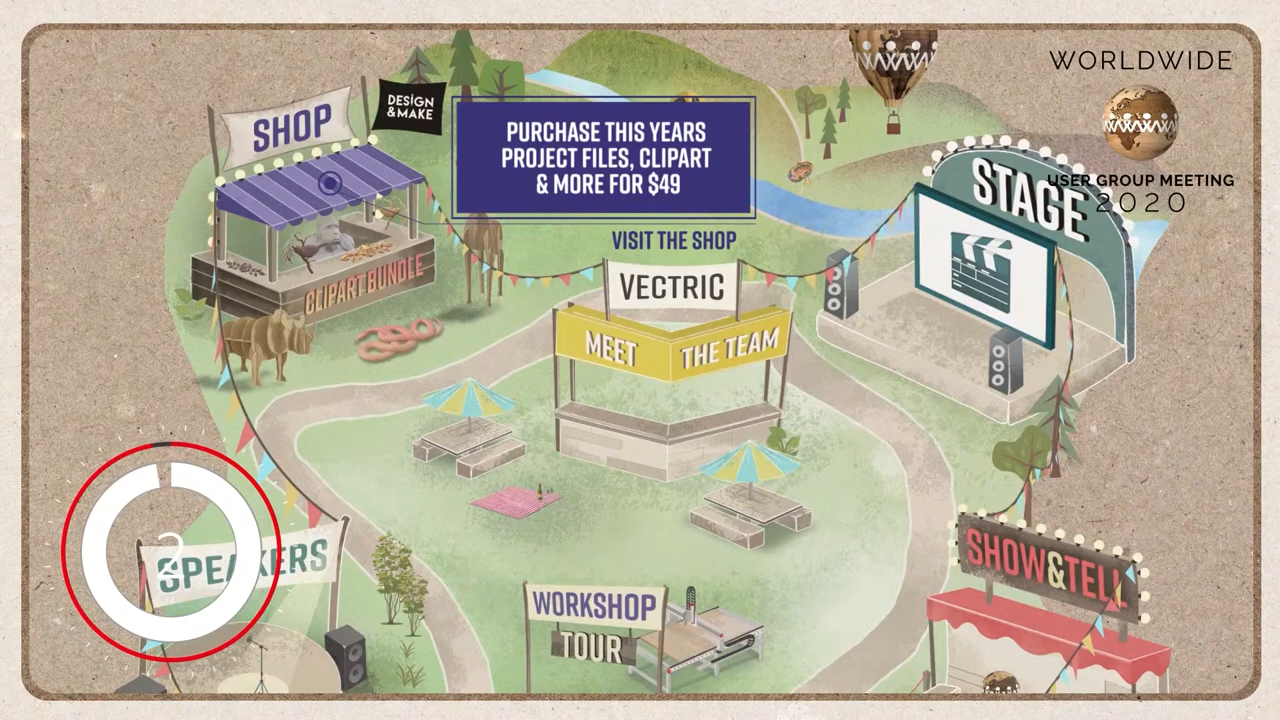 WORLDWIDE
DESIGN
&MAKE
SHOP
PURCHASE THIS YEARS
PROJECT FILES, CLIPART
& MORE FOR $49
STAGE
USER GROUP MEETING
2020
VISIT THE SHOP
CLIPART BUNDLE
VECTRIC
MEET THE TEAM
SPEAKERS
2
SHOW&TELL
WORKSHOP
TOUR